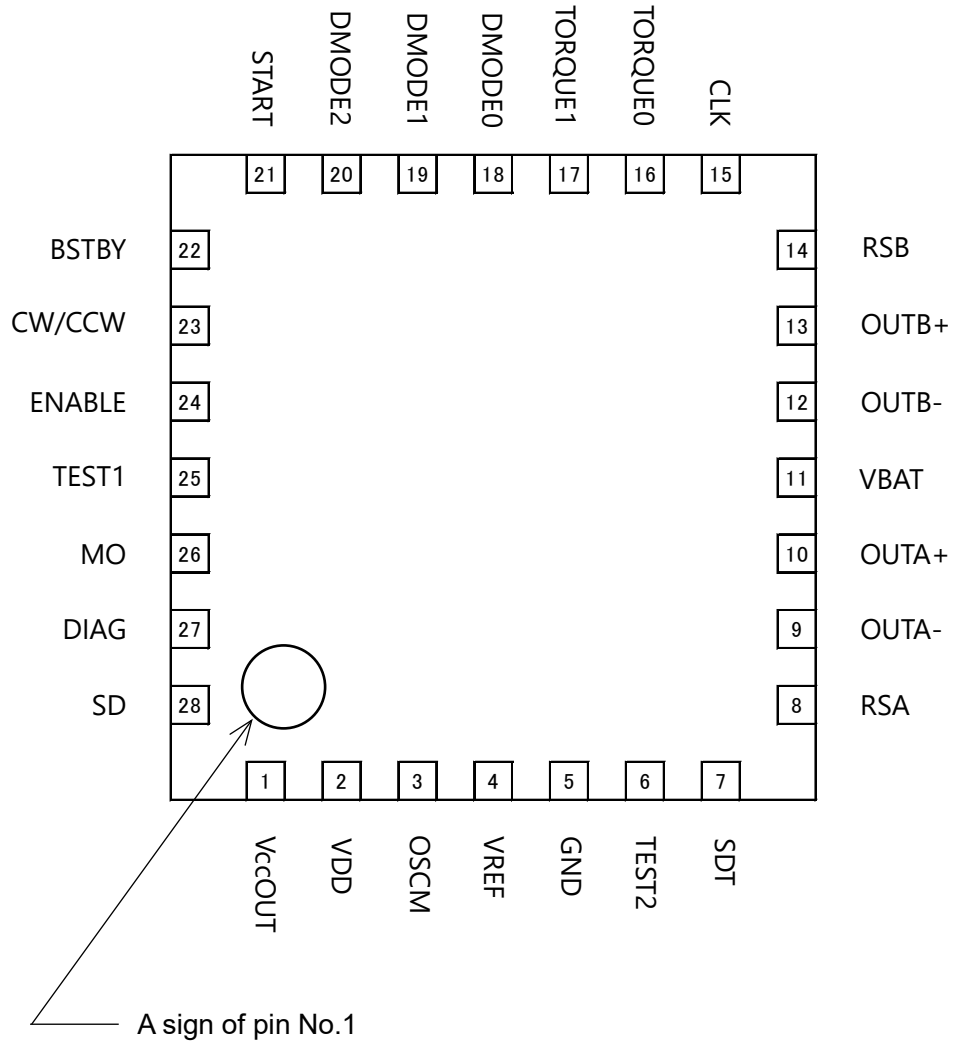 START
DMODE2
DMODE1
DMODE0
TORQUE1
TORQUE0
CLK
21 20 19 18 17 16 15
BSTBY 22 14 RSB
CW/CCW 23 13 OUTB+
ENABLE 24 12 OUTB-
TEST1 25 11 VBAT
MO 26 10 OUTA+
DIAG 27 9 OUTA-
SD 28 8 RSA
1 2 3 4 5 6 7
VccOUT
VDD
OSCM
VREF
GND
TEST2
SDT
A sign of pin No.1